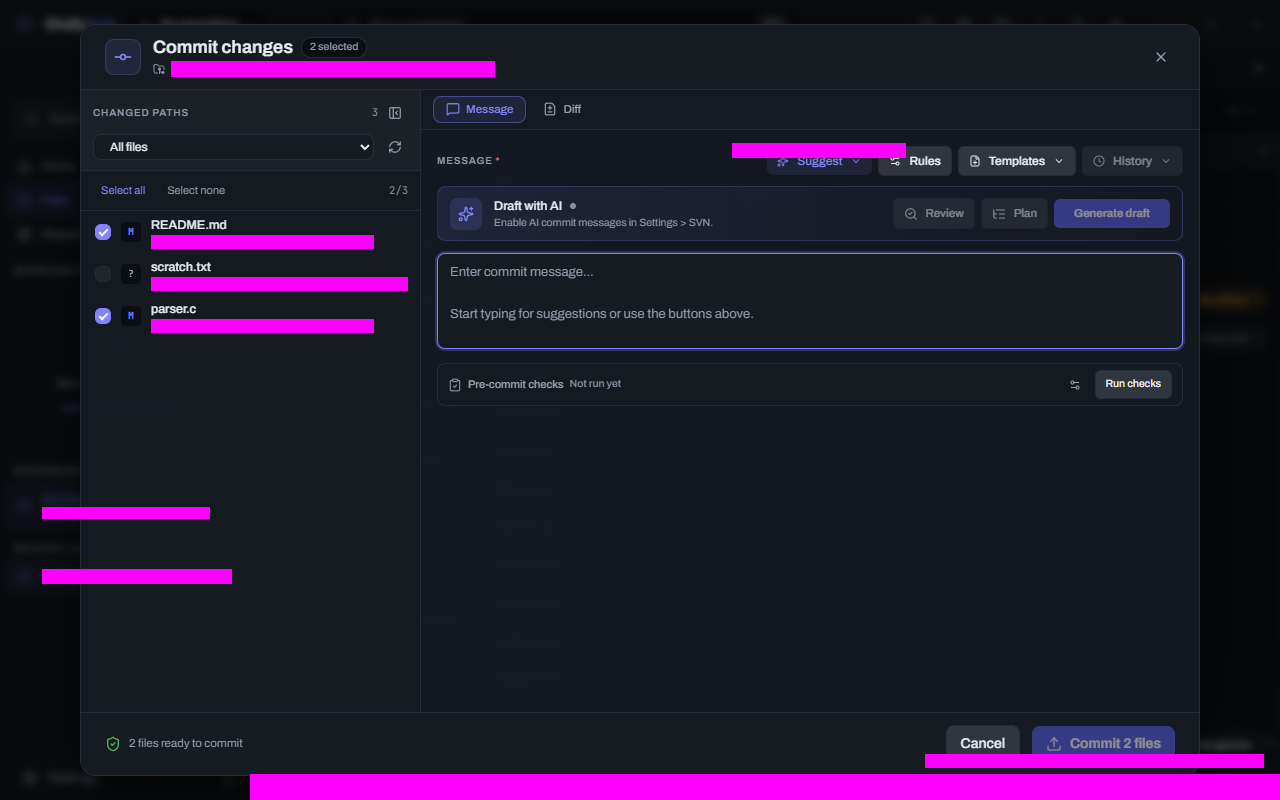 Commit changes
2 selected
CHANGED PATHS
3
All files
Select all
Select none
2/3
M
README.md
?
scratch.txt
M
parser.c
Message
Diff
MESSAGE *
Suggest
Rules
Templates
History
Draft with AI
Enable AI commit messages in Settings > SVN.
Review
Plan
Generate draft
Enter commit message...
Start typing for suggestions or use the buttons above.
Pre-commit checks
Not run yet
Run checks
2 files ready to commit
Cancel
Commit 2 files